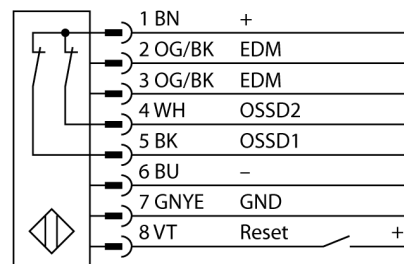 1 BN +
2 OG/BK EDM
3 OG/BK EDM
4 WH OSSD2
5 BK OSSD1
6 BU –
7 GNYE GND
8 VT Reset +